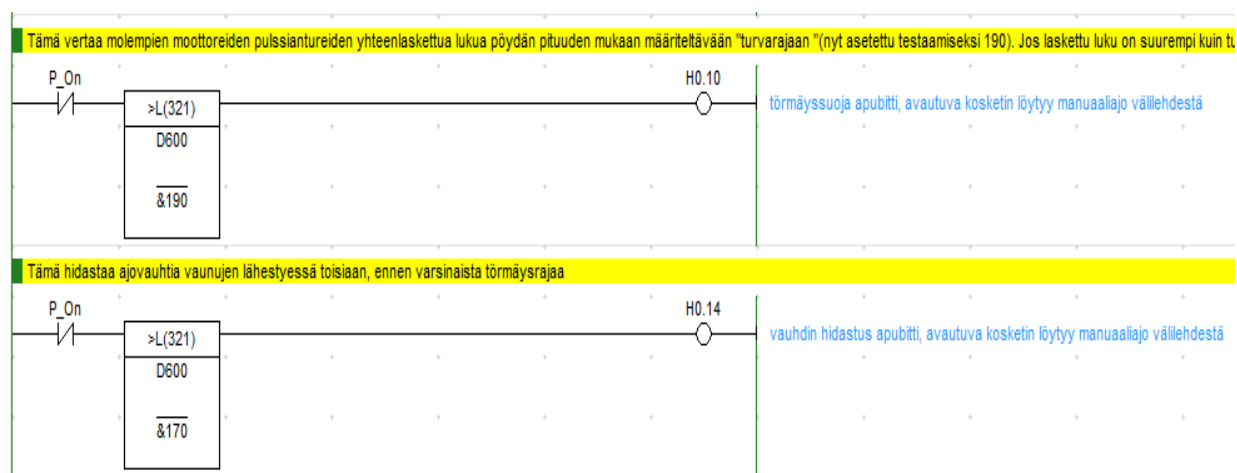 Tämä vertaa molempien moottoreiden pulssiantureiden yhteenlaskettua lukua pöydän pituuden mukaan määriteltävään "turvarajaan "(nyt asetettu testaamiseksi 190). Jos laskettu luku on suurempi kuin tu
P_On
H0.10
>L(321)
törmäyssuoja apubitti, avautuva kosketin löytyy manuaaliajo välilehdestä
D600
&190
Tämä hidastaa ajovauhtia vaunujen lähestyessä toisiaan, ennen varsinaista törmäysrajaa
P_On
H0.14
>L(321)
vauhdin hidastus apubitti, avautuva kosketin löytyy manuaaliajo välilehdestä
D600
&170